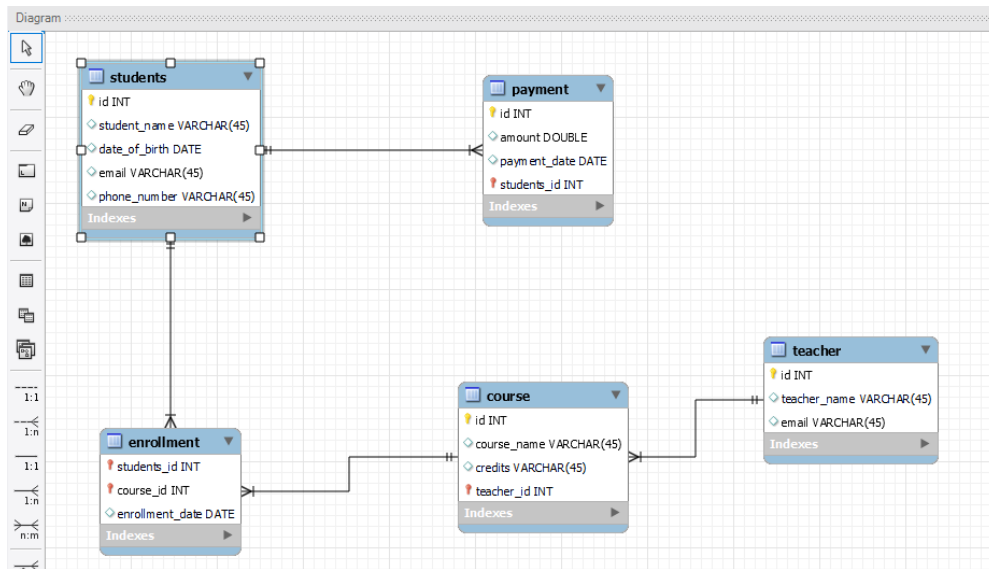 Diagram
students
id INT
student_name VARCHAR(45)
date_of_birth DATE
email VARCHAR(45)
phone_number VARCHAR(45)
Indexes
payment
id INT
amount DOUBLE
payment_date DATE
students_id INT
Indexes
teacher
id INT
teacher_name VARCHAR(45)
email VARCHAR(45)
Indexes
course
id INT
course_name VARCHAR(45)
credits VARCHAR(45)
teacher_id INT
Indexes
enrollment
students_id INT
course_id INT
enrollment_date DATE
Indexes
1:1
1:n
1:1
1:n
n:m